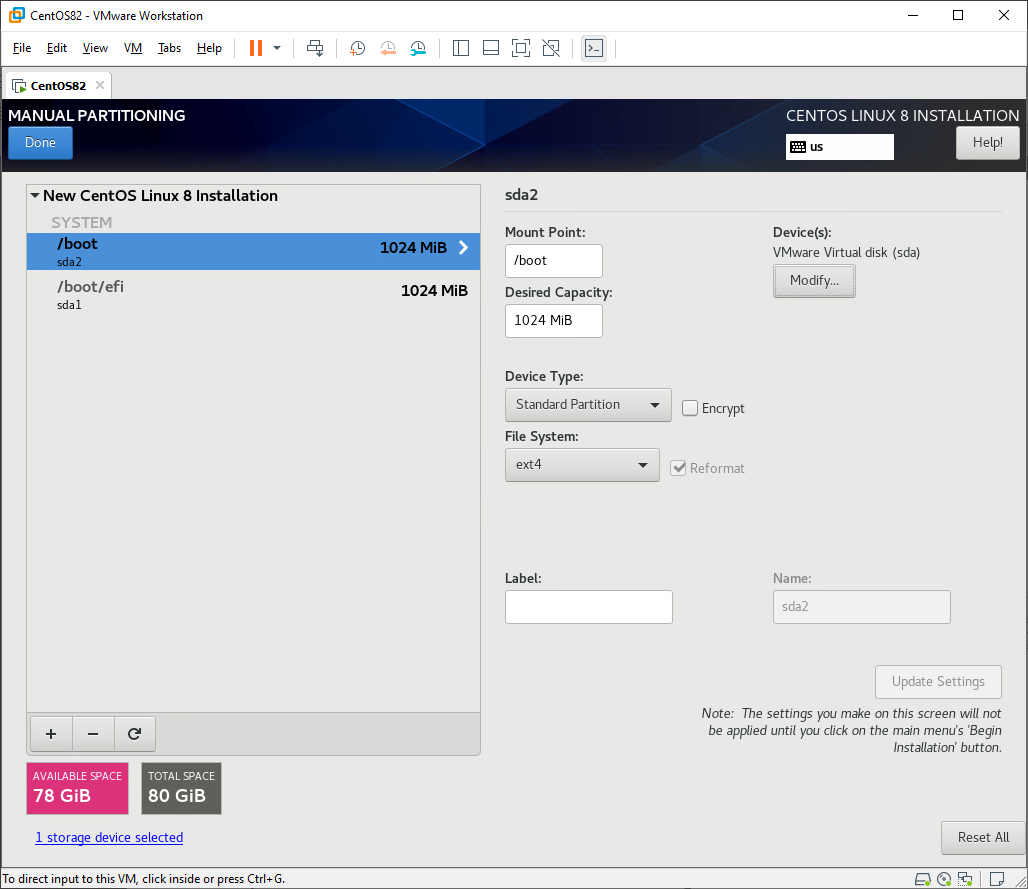 CentOS82 - VMware Workstation
File Edit View VM Tabs Help
CentOS82
MANUAL PARTITIONING
CENTOS LINUX 8 INSTALLATION
Done
us
Help!
New CentOS Linux 8 Installation
SYSTEM
/boot
1024 MiB
sda2
/boot/efi
1024 MiB
sda1
+ −
AVAILABLE SPACE
78 GiB
TOTAL SPACE
80 GiB
1 storage device selected
sda2
Mount Point:
/boot
Desired Capacity:
1024 MiB
Device(s):
VMware Virtual disk (sda)
Modify...
Device Type:
Standard Partition
Encrypt
File System:
ext4
Reformat
Label:
Name:
sda2
Update Settings
Note: The settings you make on this screen will not
be applied until you click on the main menu's 'Begin
Installation' button.
Reset All
To direct input to this VM, click inside or press Ctrl+G.